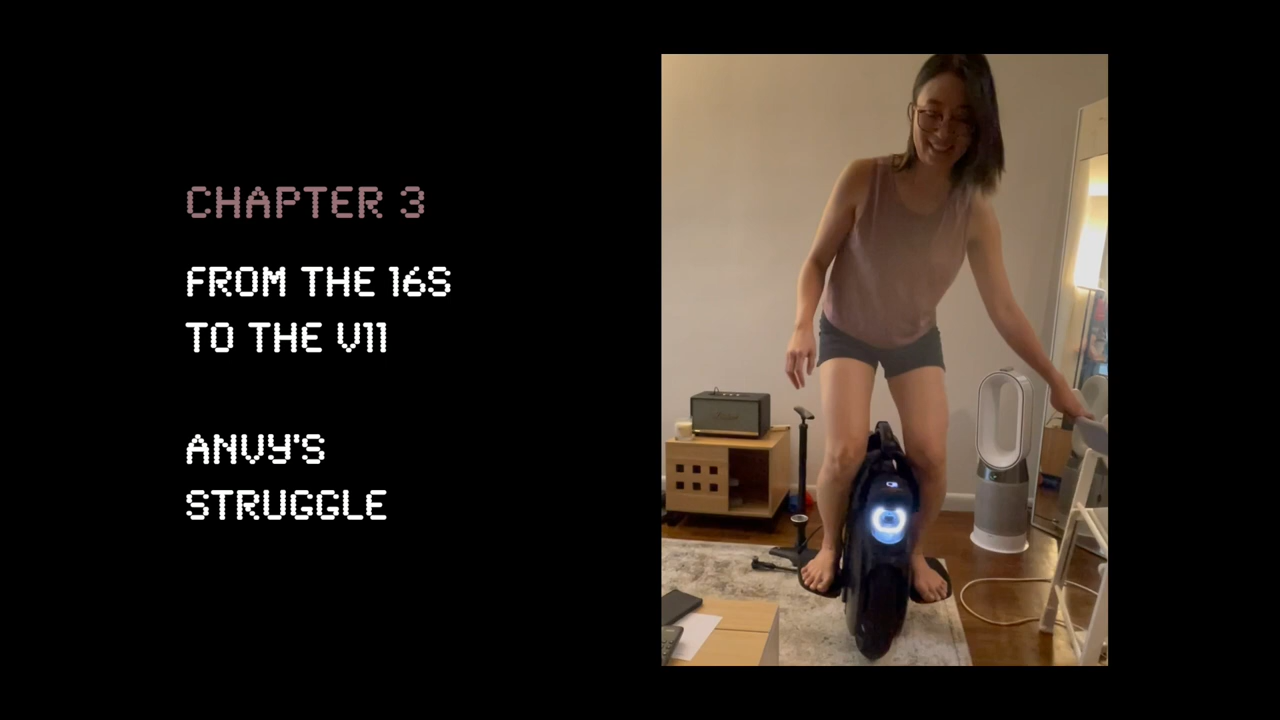 CHAPTER 3
FROM THE 16S
TO THE V11
ANVY'S
STRUGGLE